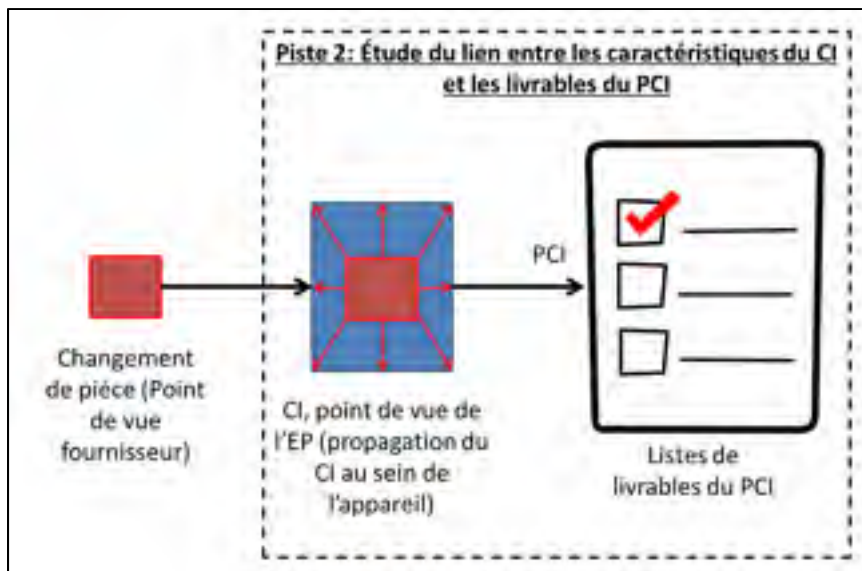 Piste 2: Étude du lien entre les caractéristiques du CI
et les livrables du PCI
PCI
Changement
de pièce (Point
de vue
fournisseur)
CI, point de vue de
l'EP (propagation du
CI au sein de
l'appareil)
Listes de
livrables du PCI